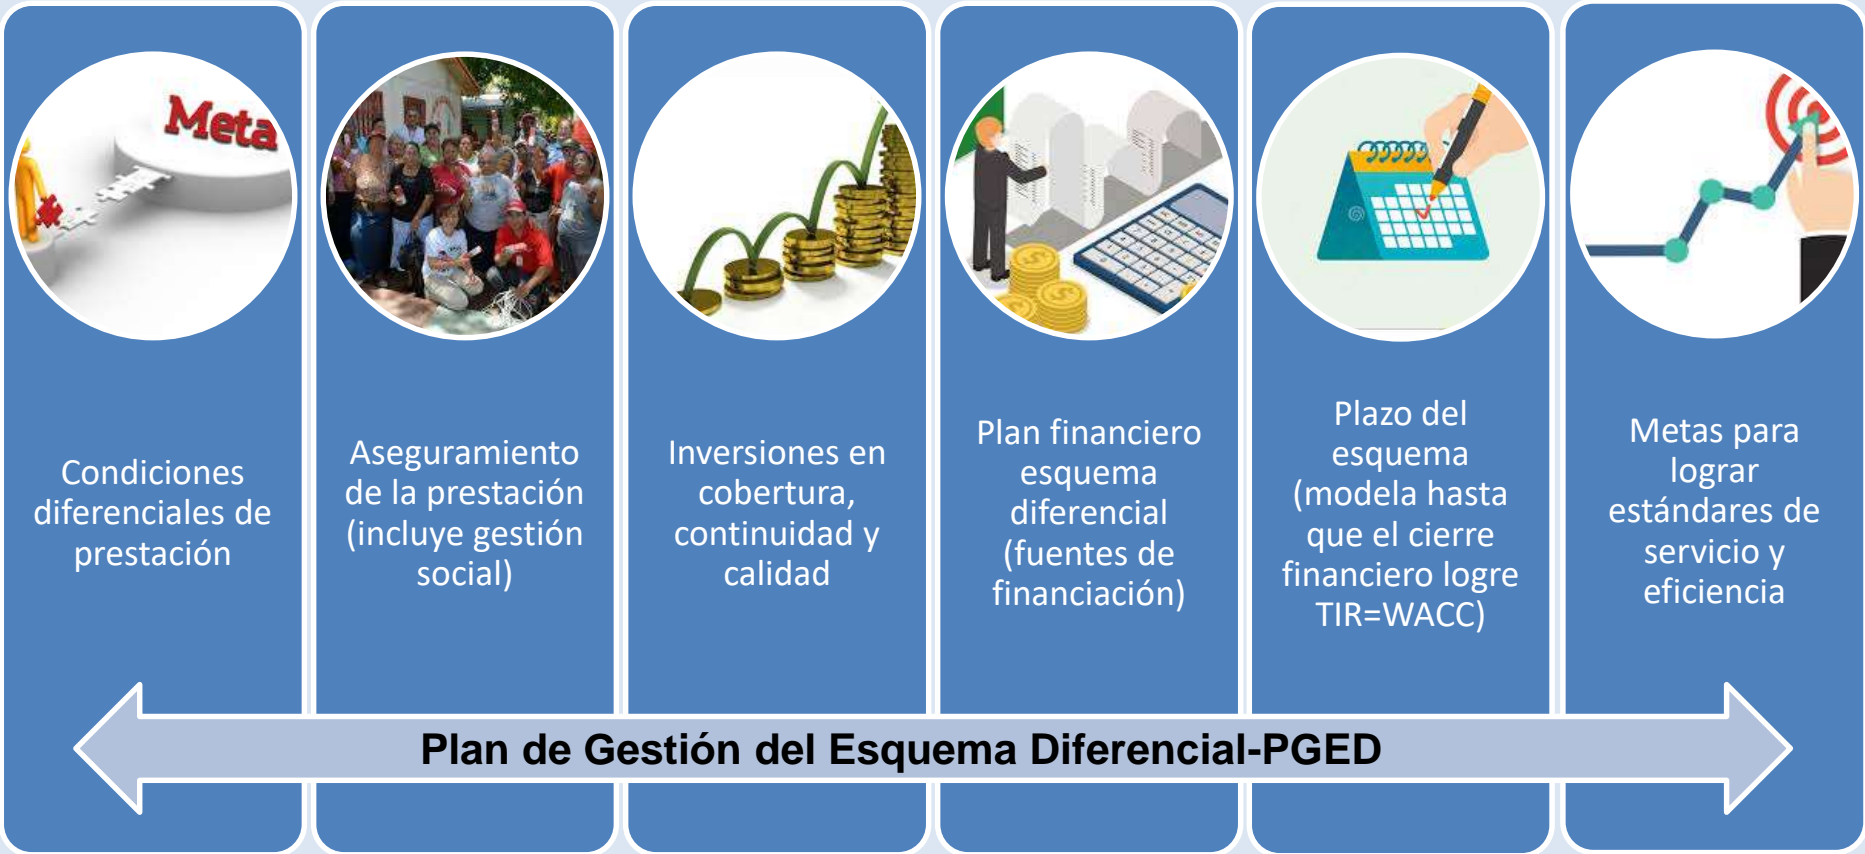 Meta
Condiciones
diferenciales de
prestación
Aseguramiento
de la prestación
(incluye gestión
social)
Inversiones en
cobertura,
continuidad y
calidad
Plan financiero
esquema
diferencial
(fuentes de
financiación)
Plazo del
esquema
(modela hasta
que el cierre
financiero logre
TIR=WACC)
Metas para
lograr
estándares de
servicio y
eficiencia
Plan de Gestión del Esquema Diferencial-PGED